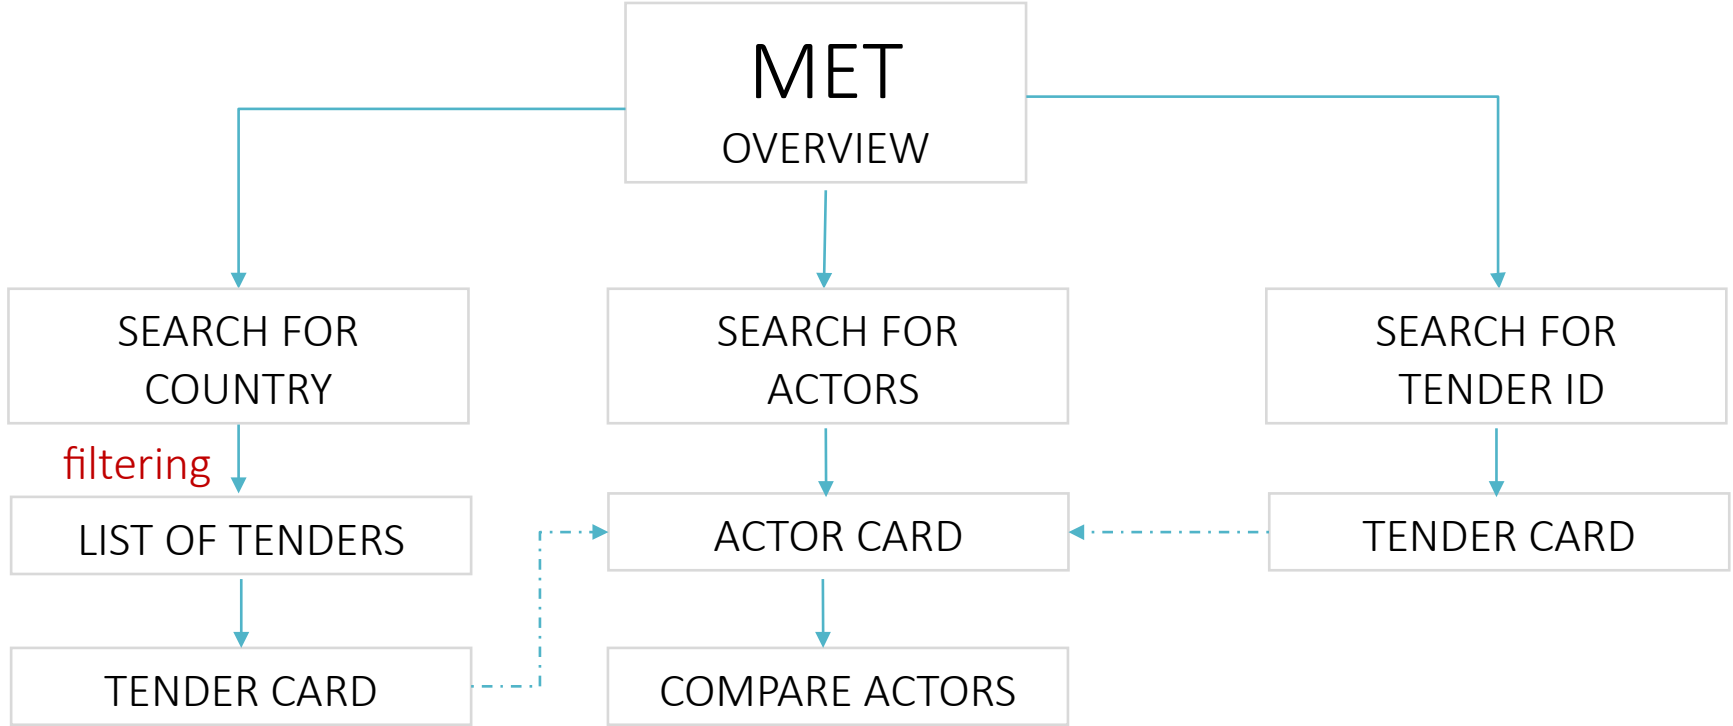 MET
OVERVIEW
SEARCH FOR
COUNTRY
SEARCH FOR
ACTORS
SEARCH FOR
TENDER ID
filtering
LIST OF TENDERS
ACTOR CARD
TENDER CARD
TENDER CARD
COMPARE ACTORS